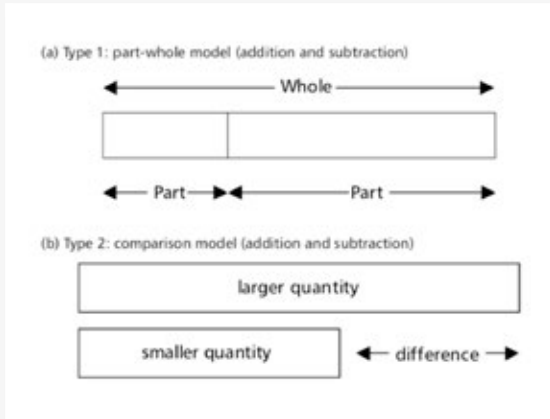 (a) Type 1: part-whole model (addition and subtraction)
Whole
Part
Part
(b) Type 2: comparison model (addition and subtraction)
larger quantity
smaller quantity
difference